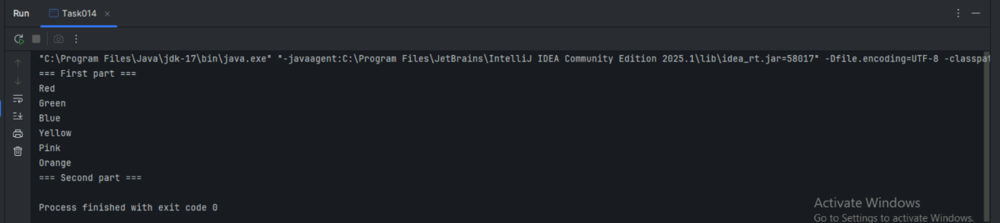 Run Task014
"C:\Program Files\Java\jdk-17\bin\java.exe" "-javaagent:C:\Program Files\JetBrains\IntelliJ IDEA Community Edition 2025.1\lib\idea_rt.jar=58017" -Dfile.encoding=UTF-8 -classpat
=== First part ===
Red
Green
Blue
Yellow
Pink
Orange
=== Second part ===
Process finished with exit code 0
Activate Windows
Go to Settings to activate Windows.